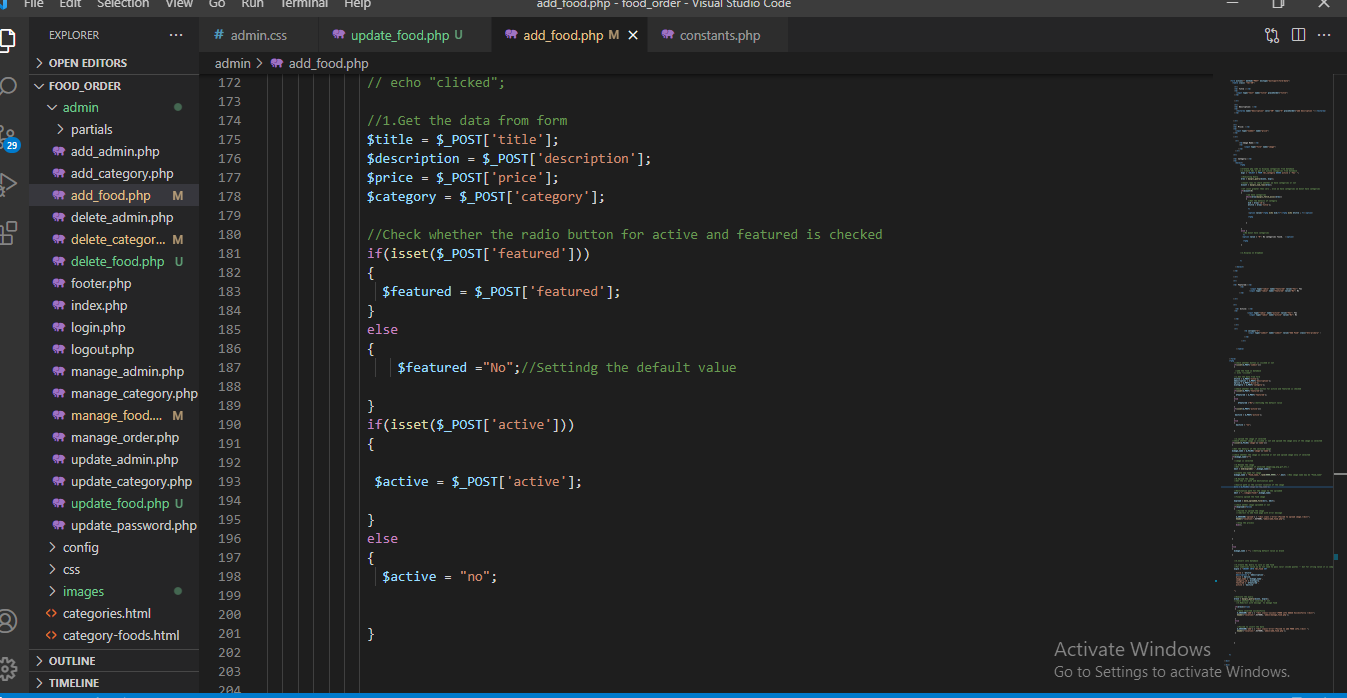 File Edit Selection View Go Run Terminal Help
add_food.php - food_order - Visual Studio Code
EXPLORER
# admin.css
update_food.php U
add_food.php M
constants.php
OPEN EDITORS
admin > add_food.php
FOOD_ORDER
admin
partials
add_admin.php
add_category.php
add_food.php M
delete_admin.php
delete_categor... M
delete_food.php U
footer.php
index.php
login.php
logout.php
manage_admin.php
manage_category.php
manage_food.... M
manage_order.php
update_admin.php
update_category.php
update_food.php U
update_password.php
config
css
images
categories.html
category-foods.html
OUTLINE
TIMELINE
29
172 // echo "clicked";
173
174 //1.Get the data from form
175 $title = $_POST['title'];
176 $description = $_POST['description'];
177 $price = $_POST['price'];
178 $category = $_POST['category'];
179
180 //Check whether the radio button for active and featured is checked
181 if(isset($_POST['featured']))
182 {
183 $featured = $_POST['featured'];
184 }
185 else
186 {
187 $featured ="No";//Settindg the default value
188
189 }
190 if(isset($_POST['active']))
191 {
192
193 $active = $_POST['active'];
194
195 }
196 else
197 {
198 $active = "no";
199
200
201 }
202
203
204
Activate Windows
Go to Settings to activate Windows.